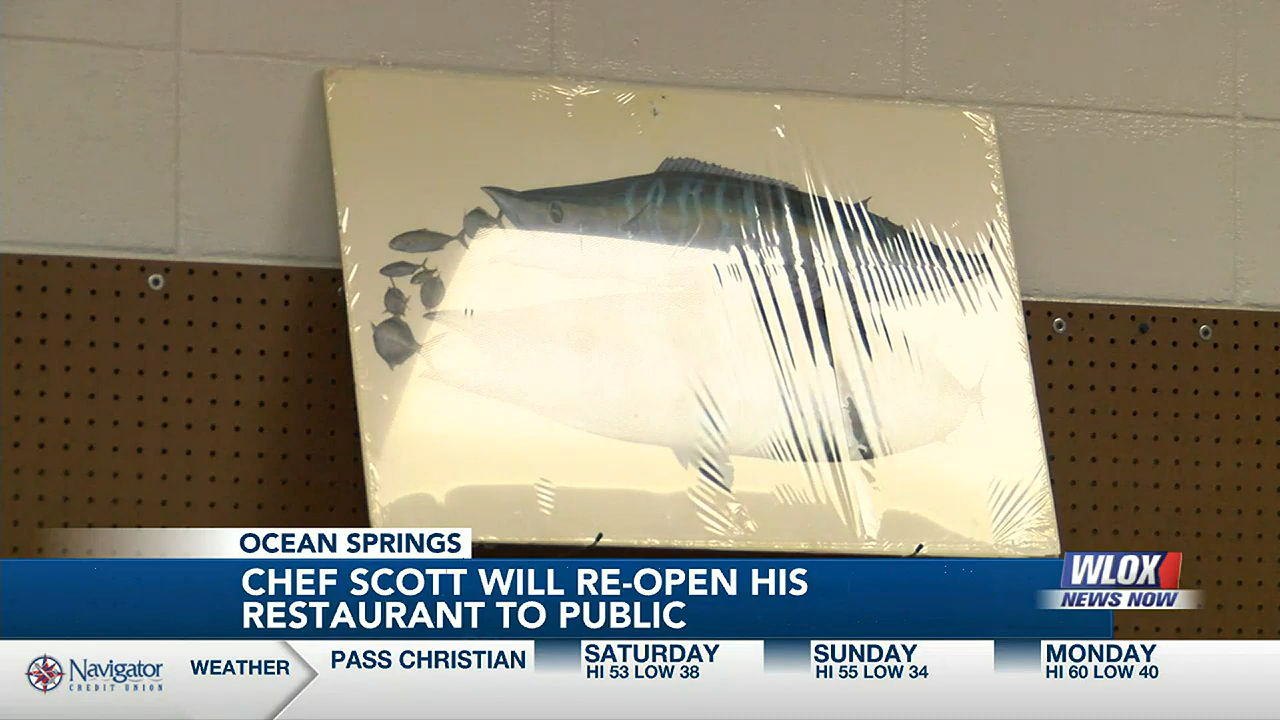 OCEAN SPRINGS
CHEF SCOTT WILL RE-OPEN HIS
RESTAURANT TO PUBLIC
WLOX
NEWS NOW
Navigator
CREDIT UNION
WEATHER
PASS CHRISTIAN
SATURDAY
HI 53 LOW 38
SUNDAY
HI 55 LOW 34
MONDAY
HI 60 LOW 40